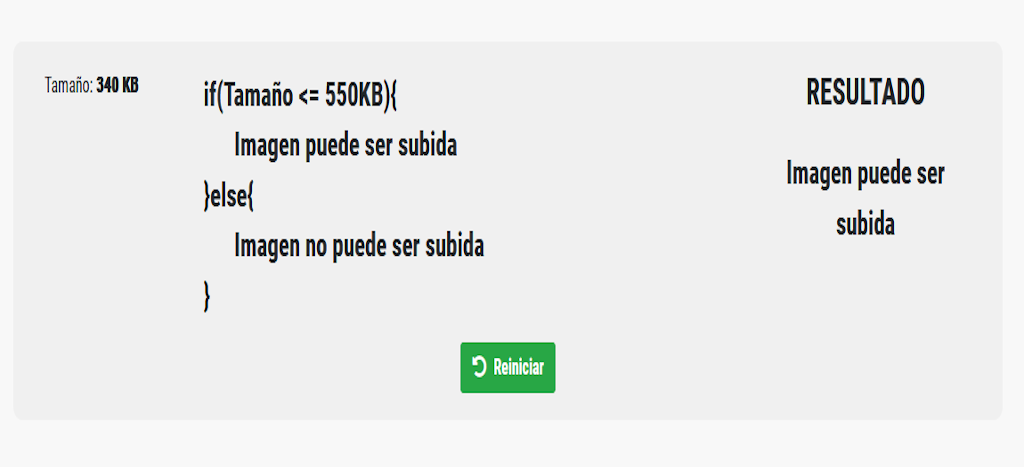 Tamaño: 340 KB
if(Tamaño <= 550KB){
Imagen puede ser subida
}else{
Imagen no puede ser subida
}
RESULTADO
Imagen puede ser
subida
Reiniciar